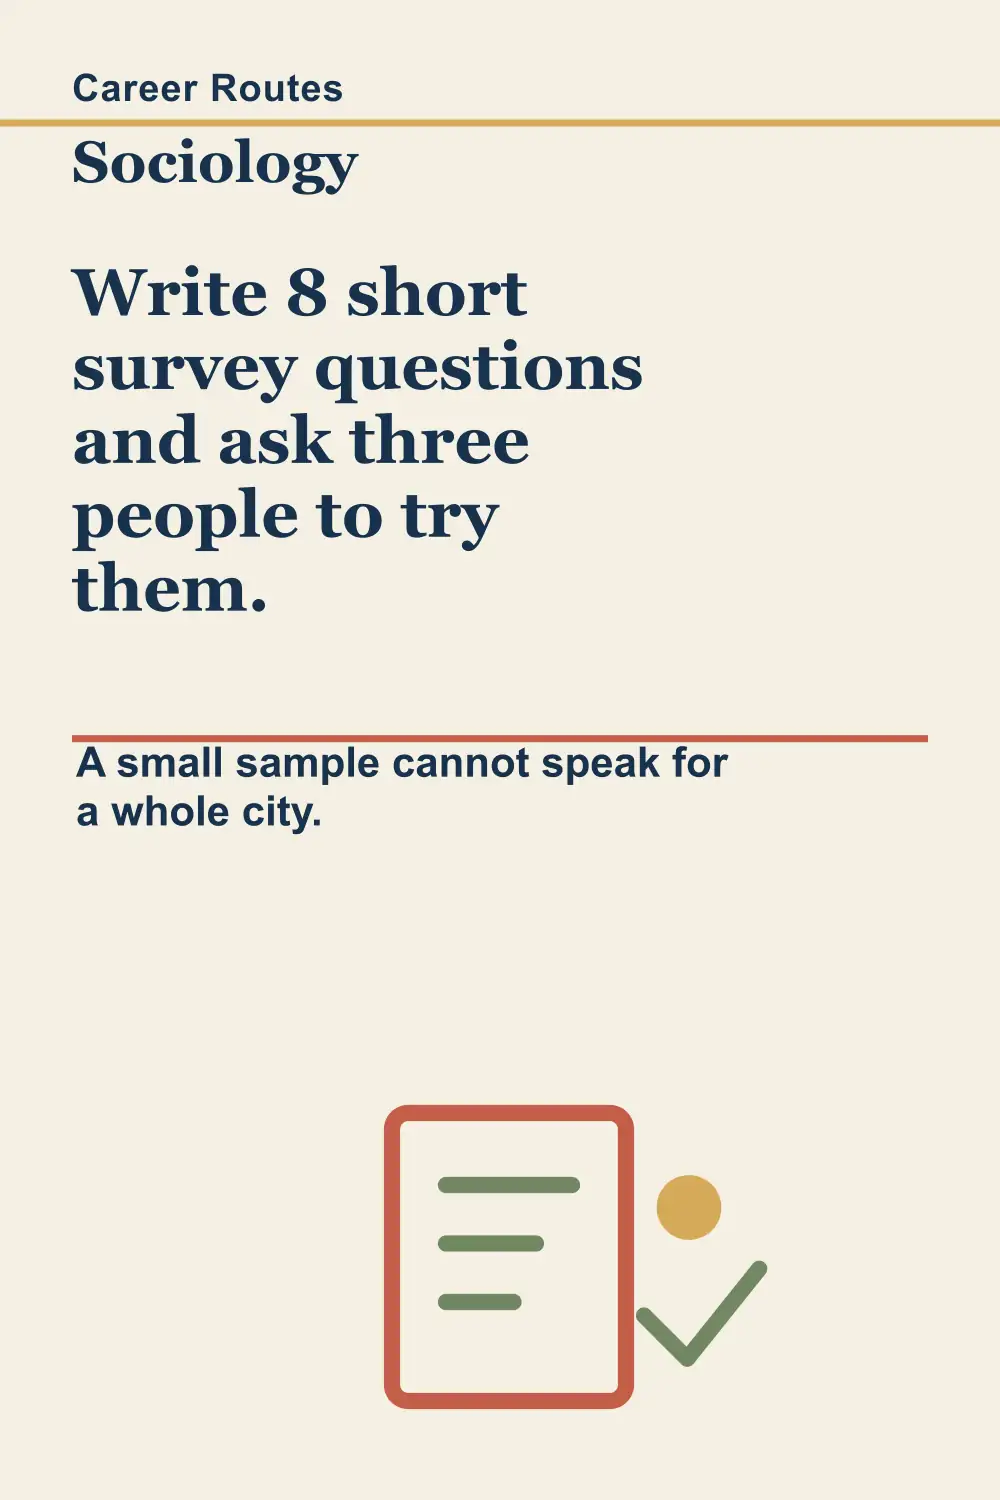 Career Routes
Sociology
Write 8 short
survey questions
and ask three
people to try
them.
A small sample cannot speak for
a whole city.